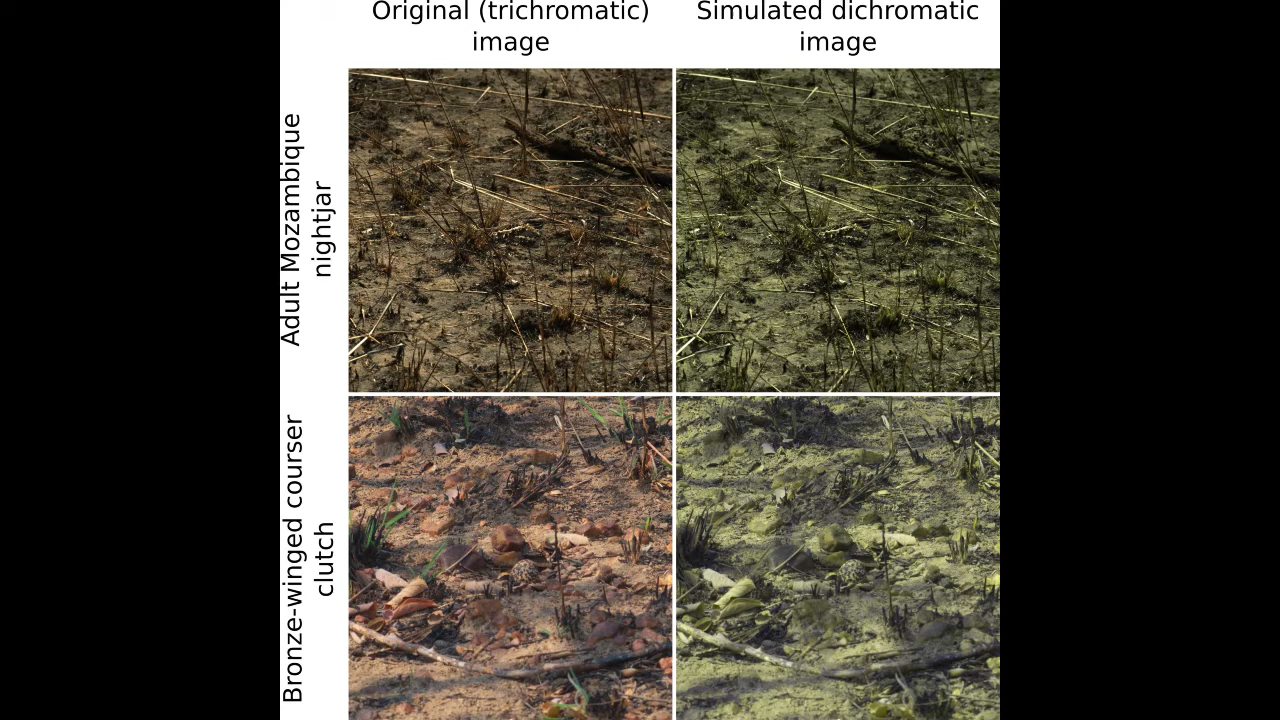 Original (trichromatic)
image
Simulated dichromatic
image
Adult Mozambique
nightjar
Bronze-winged courser
clutch